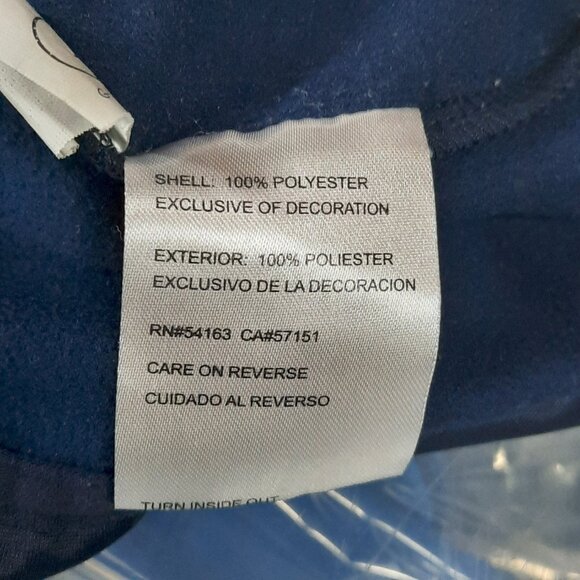 SHELL: 100% POLYESTER
EXCLUSIVE OF DECORATION
EXTERIOR: 100% POLIESTER
EXCLUSIVO DE LA DECORACION
RN#54163 CA#57151
CARE ON REVERSE
CUIDADO AL REVERSO
TURN INSIDE OUT